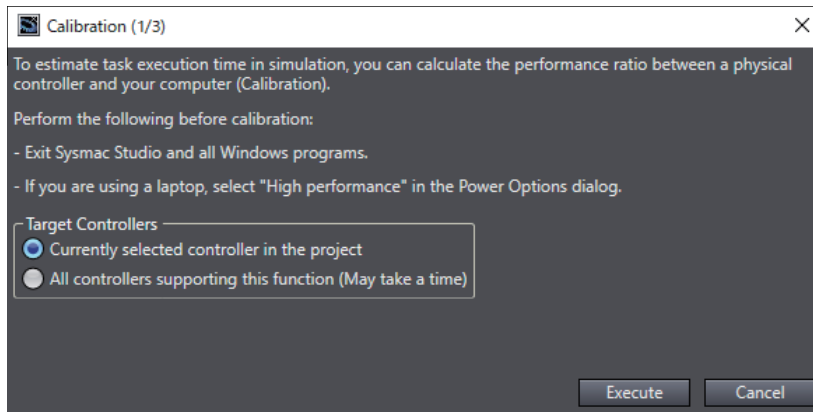 Calibration (1/3)
To estimate task execution time in simulation, you can calculate the performance ratio between a physical
controller and your computer (Calibration).
Perform the following before calibration:
- Exit Sysmac Studio and all Windows programs.
- If you are using a laptop, select "High performance" in the Power Options dialog.
Target Controllers
Currently selected controller in the project
All controllers supporting this function (May take a time)
Execute Cancel